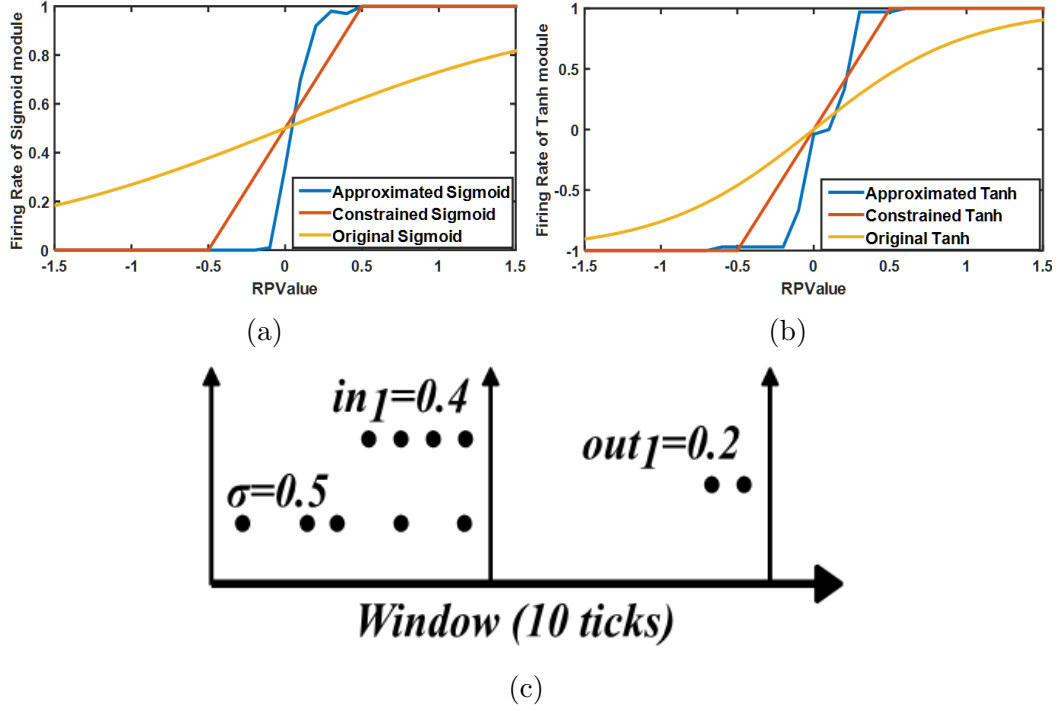 Firing Rate of Sigmoid module
1
0.8
0.6
0.4
0.2
0
-1.5
-1
-0.5
0
0.5
1
1.5
RPValue
Approximated Sigmoid
Constrained Sigmoid
Original Sigmoid
(a)
Firing Rate of Tanh module
1
0.5
0
-0.5
-1
-1.5
-1
-0.5
0
0.5
1
1.5
RPValue
Approximated Tanh
Constrained Tanh
Original Tanh
(b)
in1=0.4
σ=0.5
out1=0.2
Window (10 ticks)
(c)